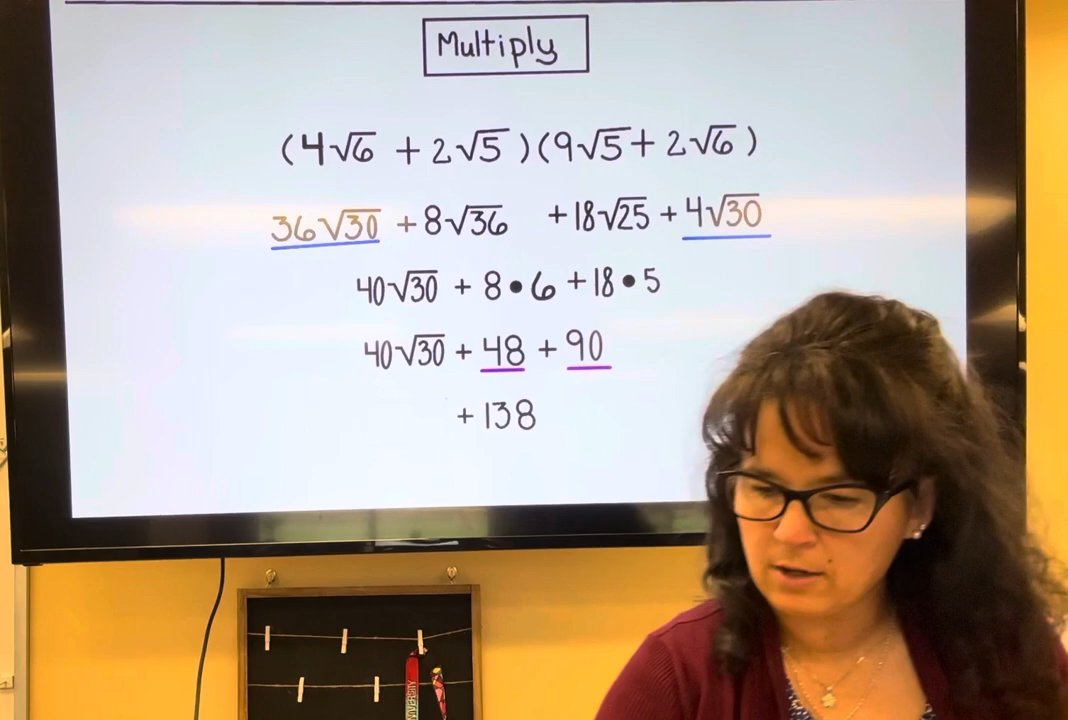 Multiply
(4√6 + 2√5)(9√5 + 2√6)
36√30 + 8√36 + 18√25 + 4√30
40√30 + 8•6 + 18•5
40√30 + 48 + 90
+ 138